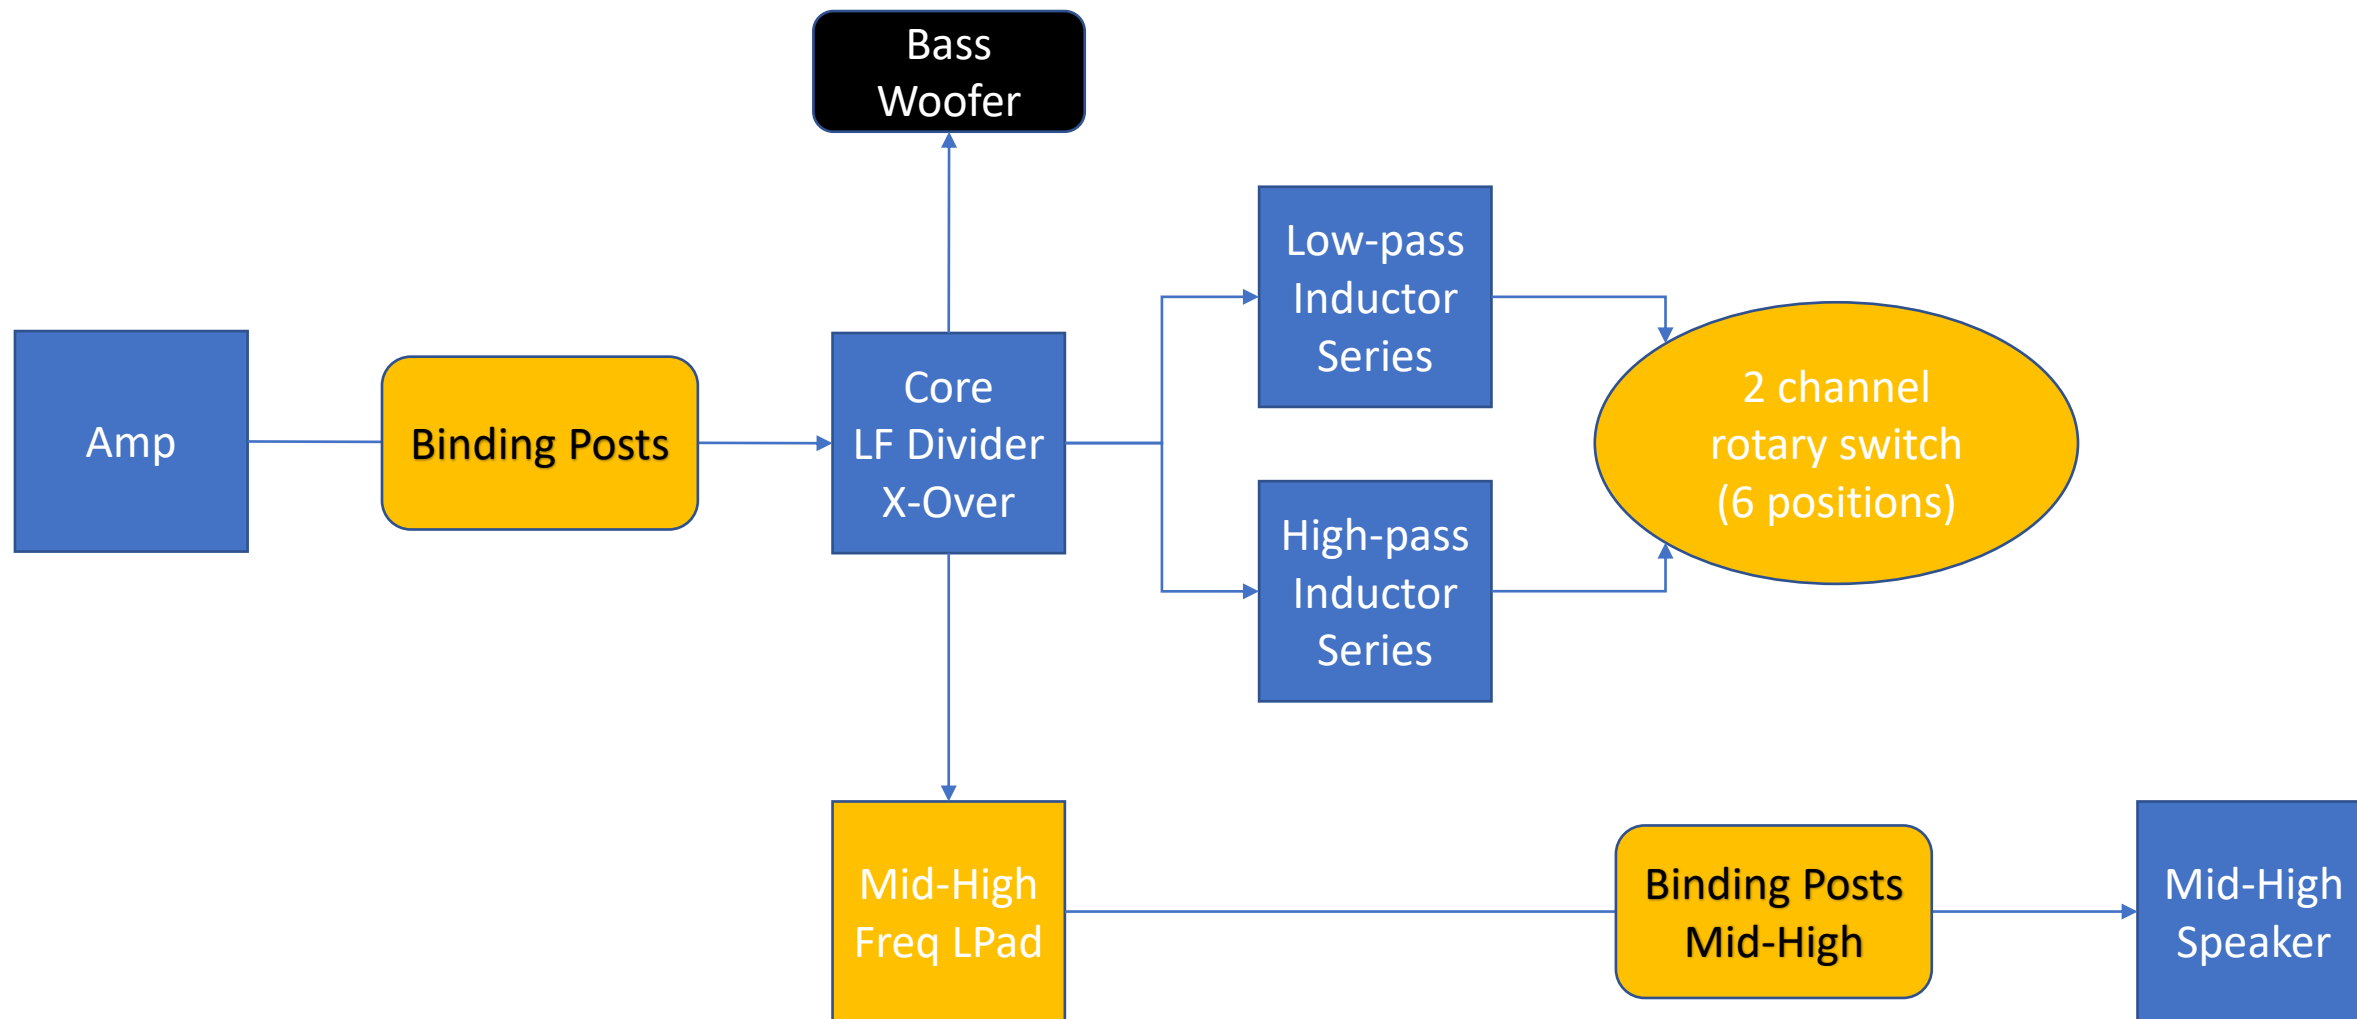 Bass
Woofer
Low-pass
Inductor
Series
Amp
Binding Posts
Core
LF Divider
X-Over
2 channel
rotary switch
(6 positions)
High-pass
Inductor
Series
Mid-High
Freq LPad
Binding Posts
Mid-High
Mid-High
Speaker